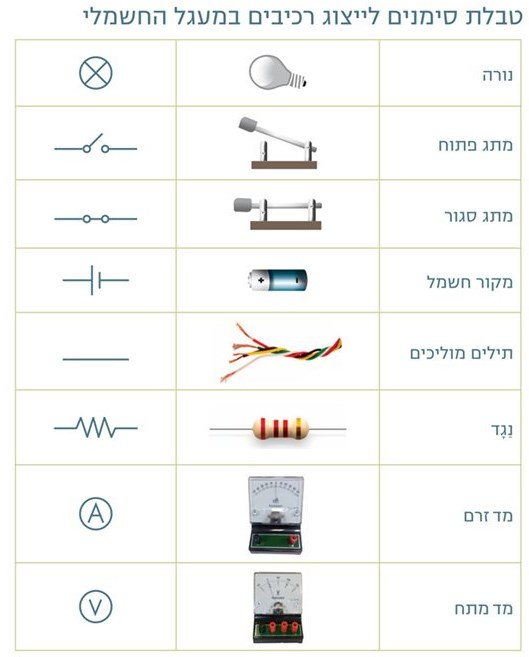 טבלת סימנים לייצוג רכיבים במעגל החשמלי
נורה
מתג פתוח
מתג סגור
מקור חשמל
+ -
תילים מוליכים
נַגָד
מד זרם
A
מד מתח
V